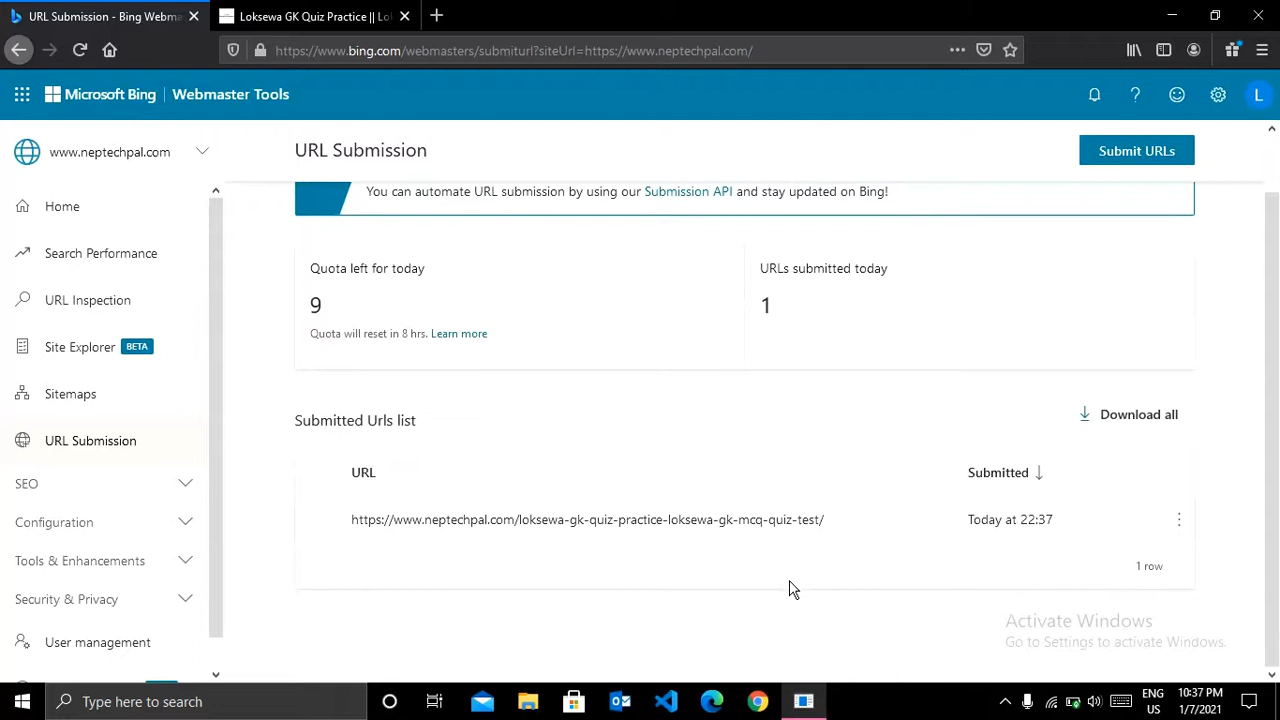 URL Submission - Bing Webma
Loksewa GK Quiz Practice || Lo
https://www.bing.com/webmasters/submiturl?siteUrl=https://www.neptechpal.com/
Microsoft Bing Webmaster Tools
L
www.neptechpal.com
URL Submission
Submit URLs
You can automate URL submission by using our Submission API and stay updated on Bing!
Home
Search Performance
URL Inspection
Site Explorer BETA
Sitemaps
URL Submission
SEO
Configuration
Tools & Enhancements
Security & Privacy
User management
Quota left for today
9
Quota will reset in 8 hrs. Learn more
URLs submitted today
1
Submitted Urls list
Download all
URL
Submitted
https://www.neptechpal.com/loksewa-gk-quiz-practice-loksewa-gk-mcq-quiz-test/
Today at 22:37
1 row
Activate Windows
Go to Settings to activate Windows.
Type here to search
ENG
US
10:37 PM
1/7/2021